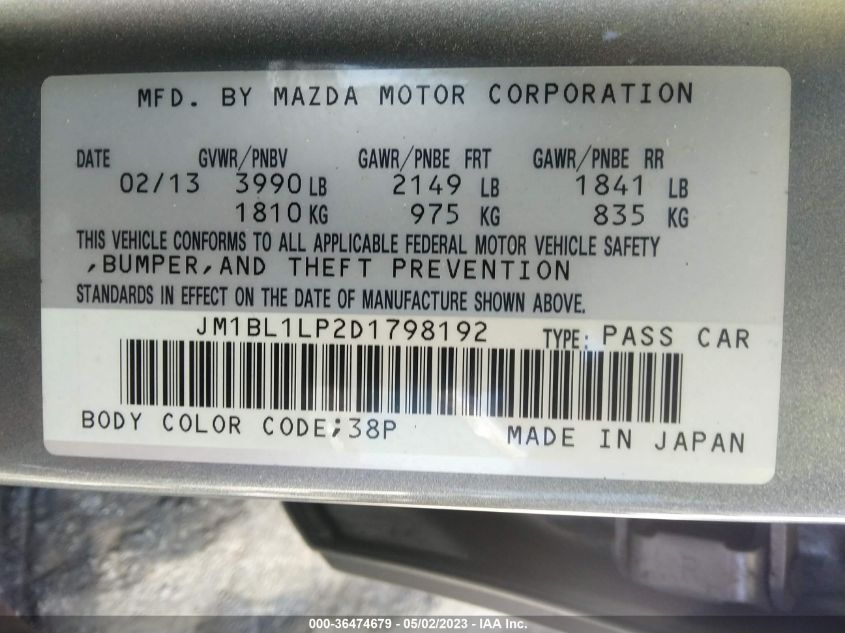 MFD. BY MAZDA MOTOR CORPORATION
DATE GVWR/PNBV GAWR/PNBE FRT GAWR/PNBE RR
02/13 3990 LB 2149 LB 1841 LB
1810 KG 975 KG 835 KG
THIS VEHICLE CONFORMS TO ALL APPLICABLE FEDERAL MOTOR VEHICLE SAFETY
,BUMPER,AND THEFT PREVENTION
STANDARDS IN EFFECT ON THE DATE OF MANUFACTURE SHOWN ABOVE.
JM1BL1LP2D1798192 TYPE: PASS CAR
BODY COLOR CODE;38P MADE IN JAPAN
000-36474679 - 05/02/2023 - IAA Inc.